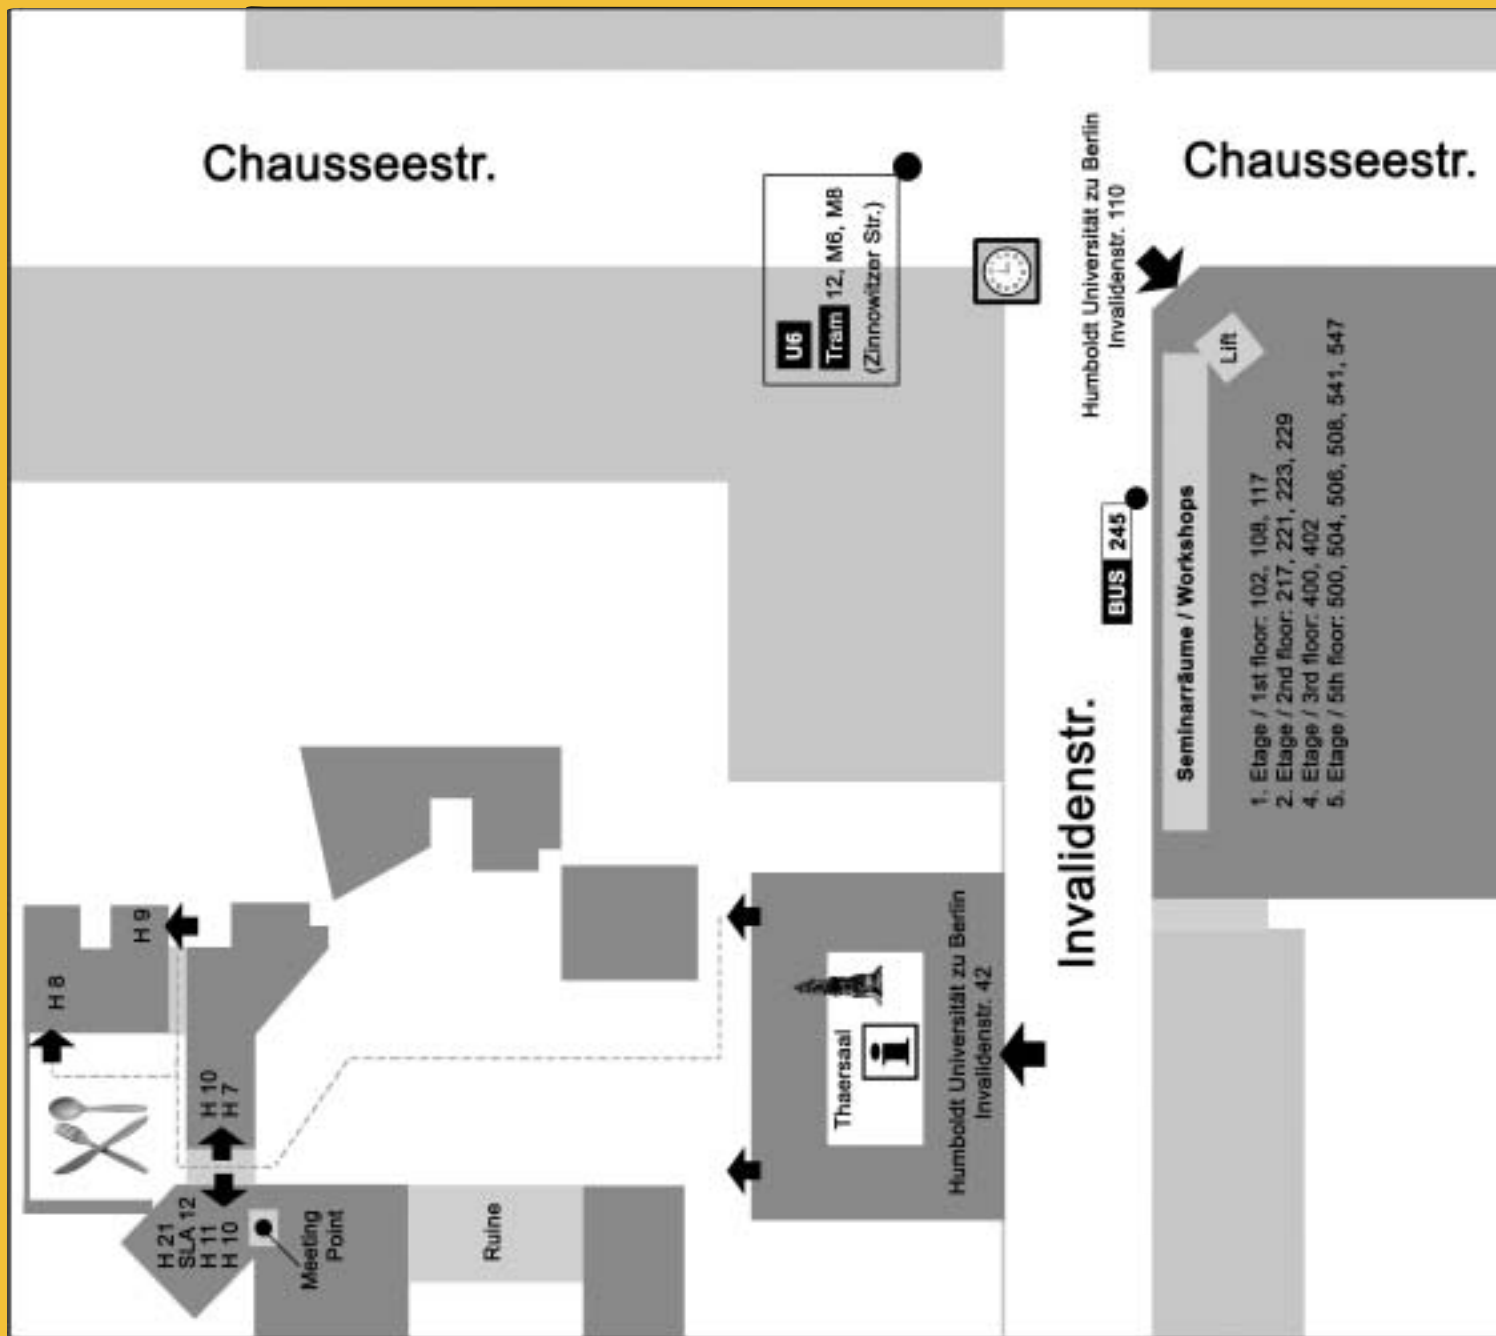 Chausseestr.
Chausseestr.
U6
Tram 12, M6, M8
(Zinnowitzer Str.)
Humboldt Universität zu Berlin
Invalidenstr. 110
Lift
BUS 245
Seminarräume / Workshops
1. Etage / 1st floor: 102, 108, 117
2. Etage / 2nd floor: 217, 221, 223, 229
4. Etage / 3rd floor: 400, 402
5. Etage / 5th floor: 500, 504, 506, 508, 541, 547
Invalidenstr.
H 8
H 9
H 10
H 7
H 21
SLA 12
H 11
H 10
Meeting
Point
Ruine
Thaersaal
i
Humboldt Universität zu Berlin
Invalidenstr. 42